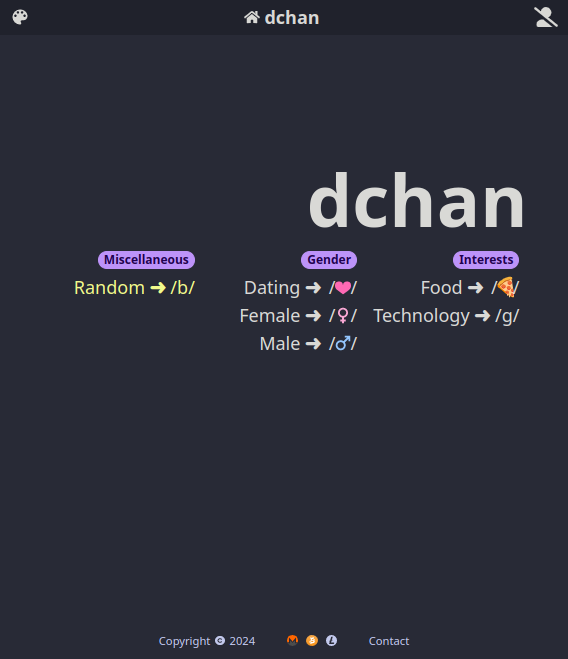 dchan
dchan
Miscellaneous
Random ➜ /b/
Gender
Dating ➜ /💗/
Female ➜ /♀/
Male ➜ /♂/
Interests
Food ➜ /🍕/
Technology ➜ /g/
Copyright © 2024
Contact